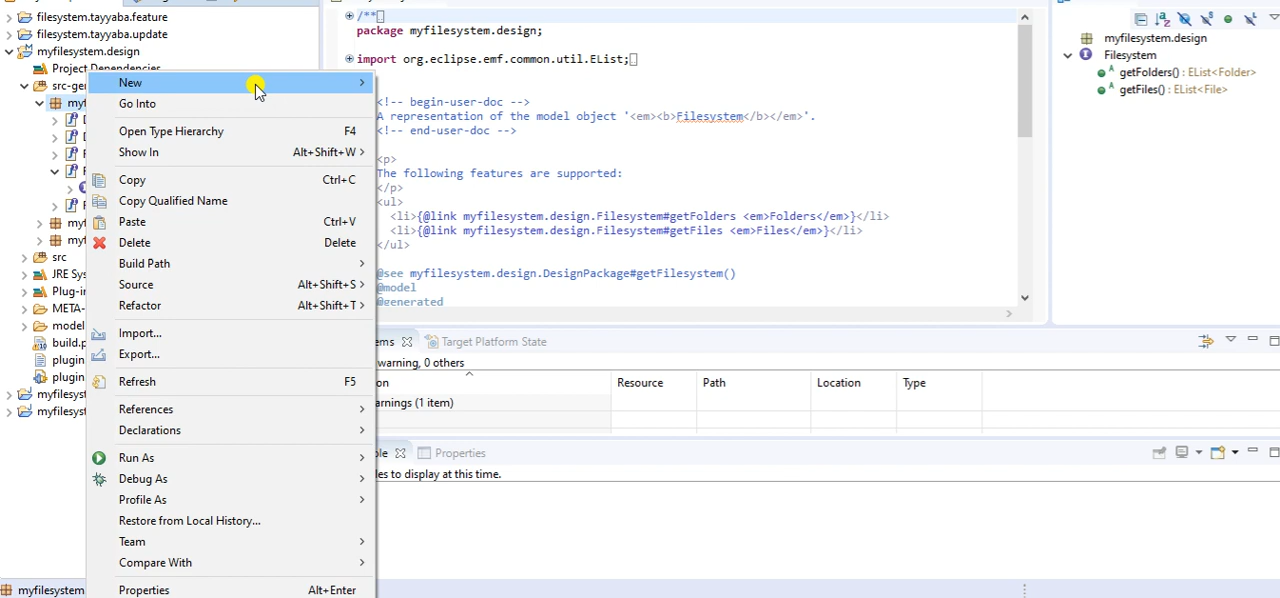 filesystem.tayyaba.feature
filesystem.tayyaba.update
myfilesystem.design
Project Dependencies
src-ge
myf
JRE Sys
Plug-in
META-
model
build.p
plugin
plugin
myfilesyst
myfilesyst
src
New
Go Into
Open Type Hierarchy F4
Show In Alt+Shift+W >
Copy Ctrl+C
Copy Qualified Name
Paste Ctrl+V
Delete Delete
Build Path
Source Alt+Shift+S >
Refactor Alt+Shift+T >
Import...
Export...
Refresh F5
References
Declarations
Run As
Debug As
Profile As
Restore from Local History...
Team
Compare With
Properties Alt+Enter
/**
package myfilesystem.design;
import org.eclipse.emf.common.util.EList;
<!-- begin-user-doc -->
A representation of the model object '<em><b>Filesystem</b></em>'.
<!-- end-user-doc -->
<p>
The following features are supported:
</p>
<ul>
<li>{@link myfilesystem.design.Filesystem#getFolders <em>Folders</em>}</li>
<li>{@link myfilesystem.design.Filesystem#getFiles <em>Files</em>}</li>
</ul>
@see myfilesystem.design.DesignPackage#getFilesystem()
@model
@generated
myfilesystem.design
Filesystem
getFolders() : EList<Folder>
getFiles() : EList<File>
ems Target Platform State
warning, 0 others
on Resource Path Location Type
arnings (1 item)
ole Properties
les to display at this time.
myfilesystem